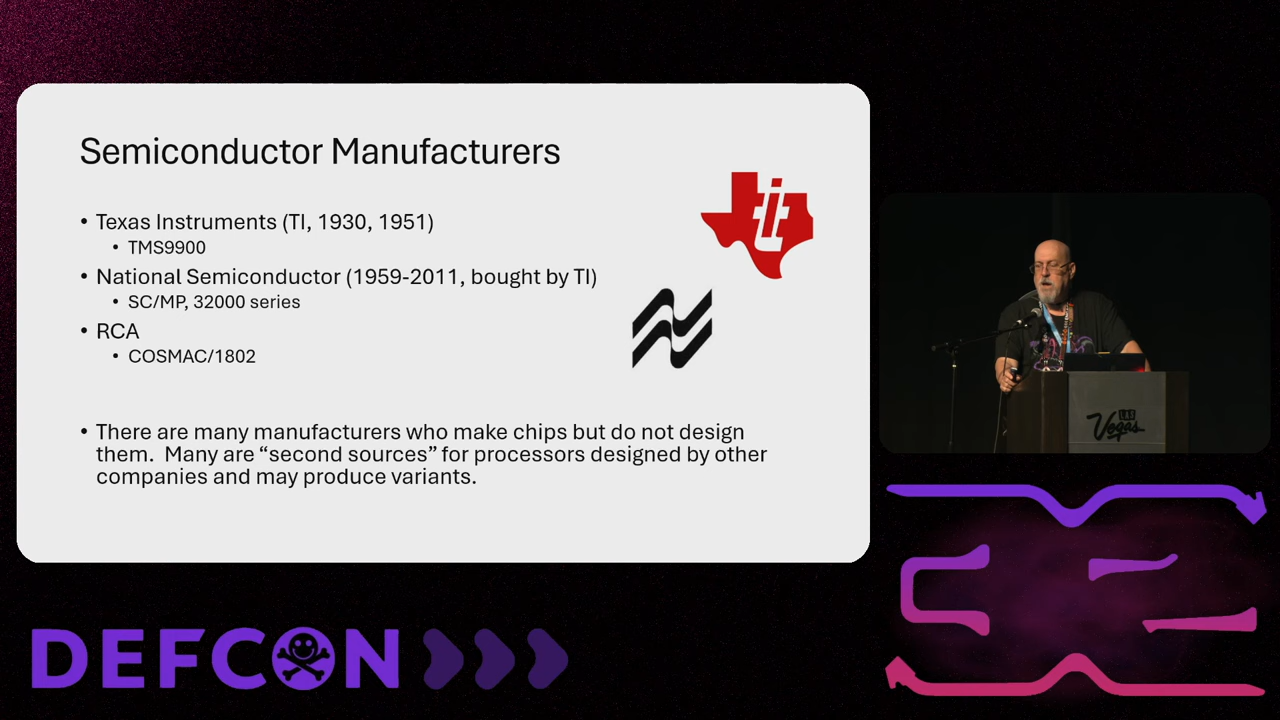 Semiconductor Manufacturers
• Texas Instruments (TI, 1930, 1951)
• TMS9900
• National Semiconductor (1959-2011, bought by TI)
• SC/MP, 32000 series
• RCA
• COSMAC/1802
• There are many manufacturers who make chips but do not design
them.  Many are “second sources” for processors designed by other
companies and may produce variants.
ti
Vegas
DEFCON